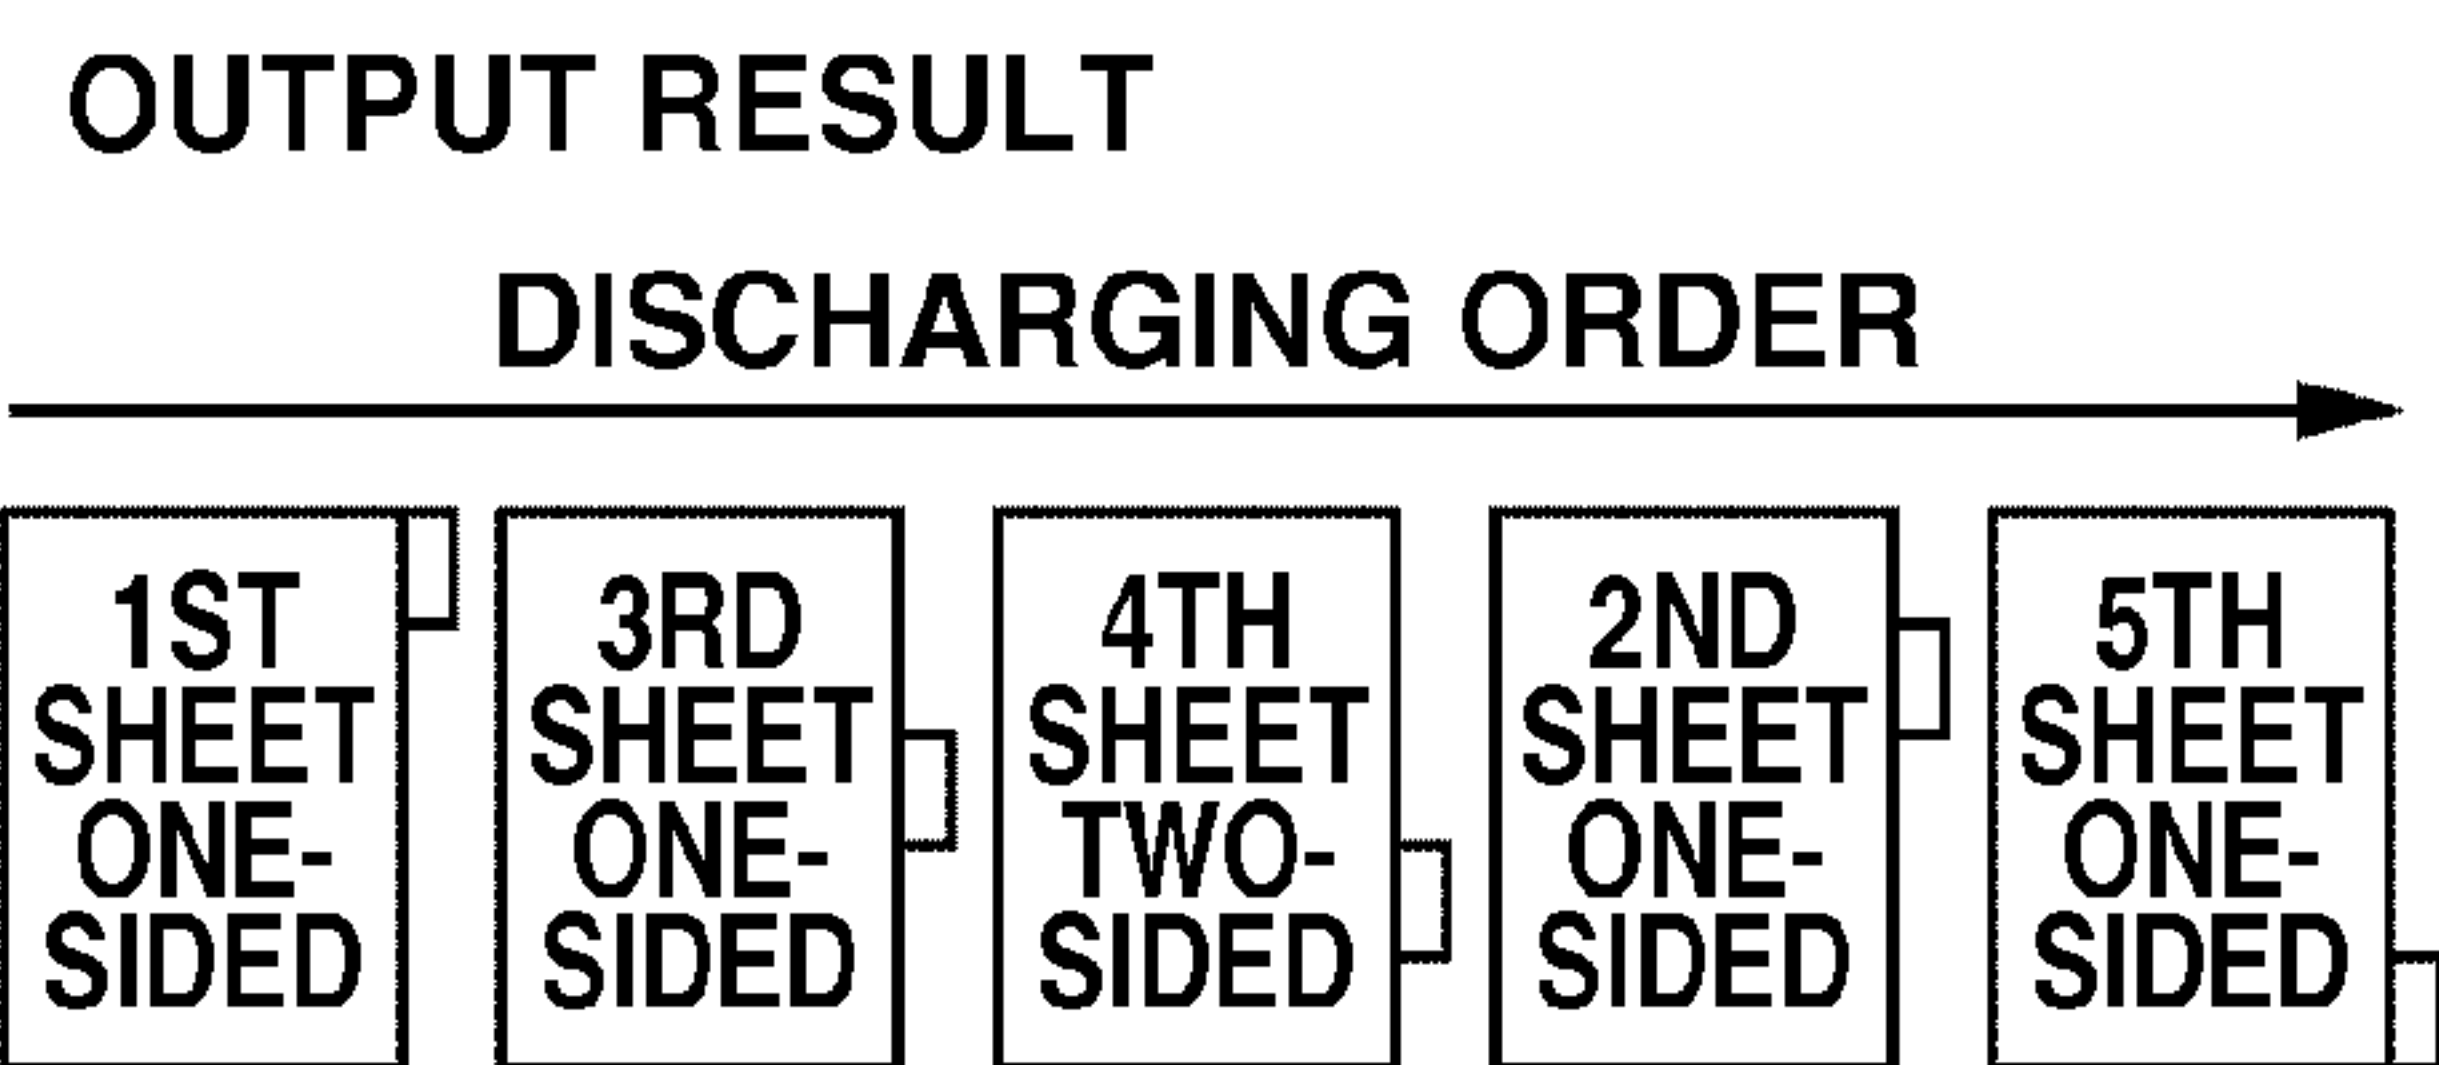 OUTPUT RESULT
DISCHARGING ORDER
1ST
SHEET
ONE-
SIDED
3RD
SHEET
ONE-
SIDED
4TH
SHEET
TWO-
SIDED
2ND
SHEET
ONE-
SIDED
5TH
SHEET
ONE-
SIDED